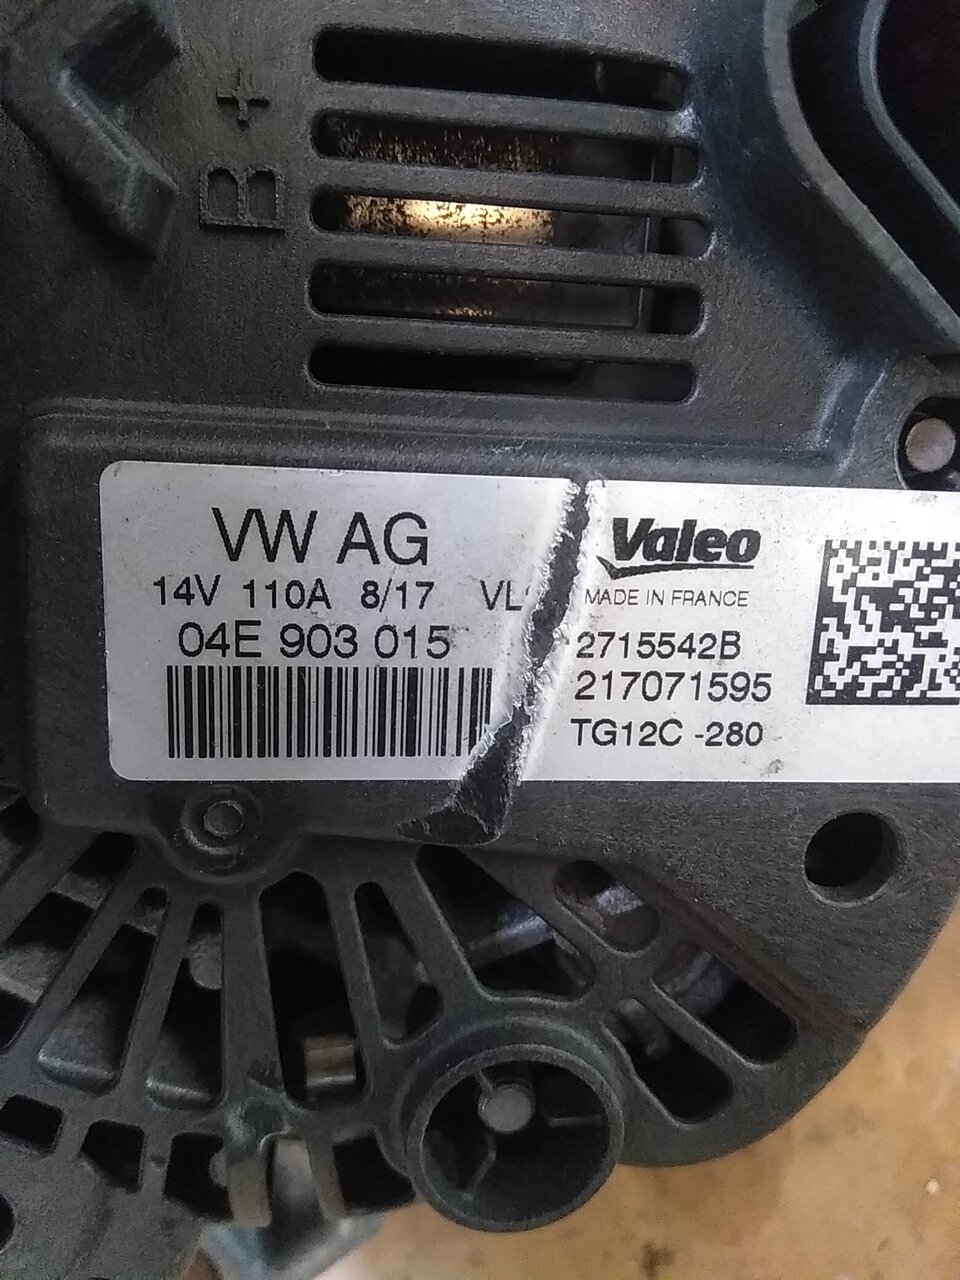 B+
VW AG
14V 110A 8/17
04E 903 015
Valeo
MADE IN FRANCE
2715542B
217071595
TG12C -280